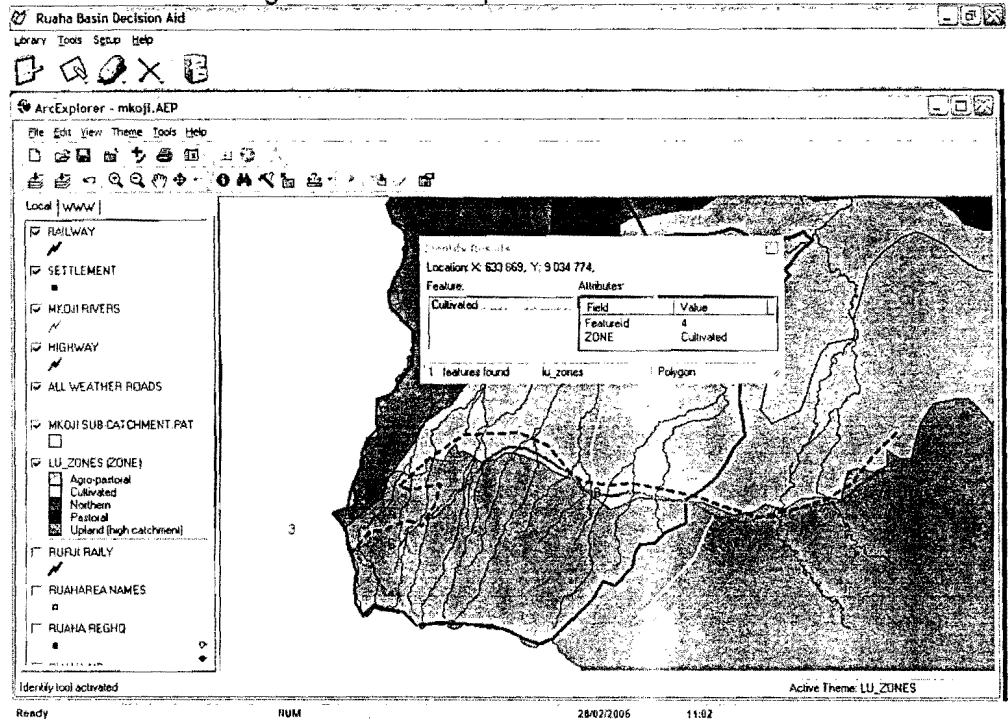 Ruaha Basin Decision Aid
Library Tools Setup Help
ArcExplorer - mkoji.AEP
File Edit View Theme Tools Help
Local WWW
RAILWAY
SETTLEMENT
MKOJI RIVERS
HIGHWAY
ALL WEATHER ROADS
MKOJI SUB-CATCHMENT.PAT
LU_ZONES (ZONE)
Agro-pastoral
Cultivated
Northern
Pastoral
Upland (high catchment)
RUFIJI RAILY
RUAHAREA NAMES
RUAHA REGHQ
Identify Results
Location: X: 633 669, Y: 9 034 774,
Feature: Attributes:
Cultivated
Field Value
FeatureId 4
ZONE Cultivated
1 features found lu_zones Polygon
3
Identify tool activated Active Theme: LU_ZONES
Ready NUM 28/02/2006 11:02